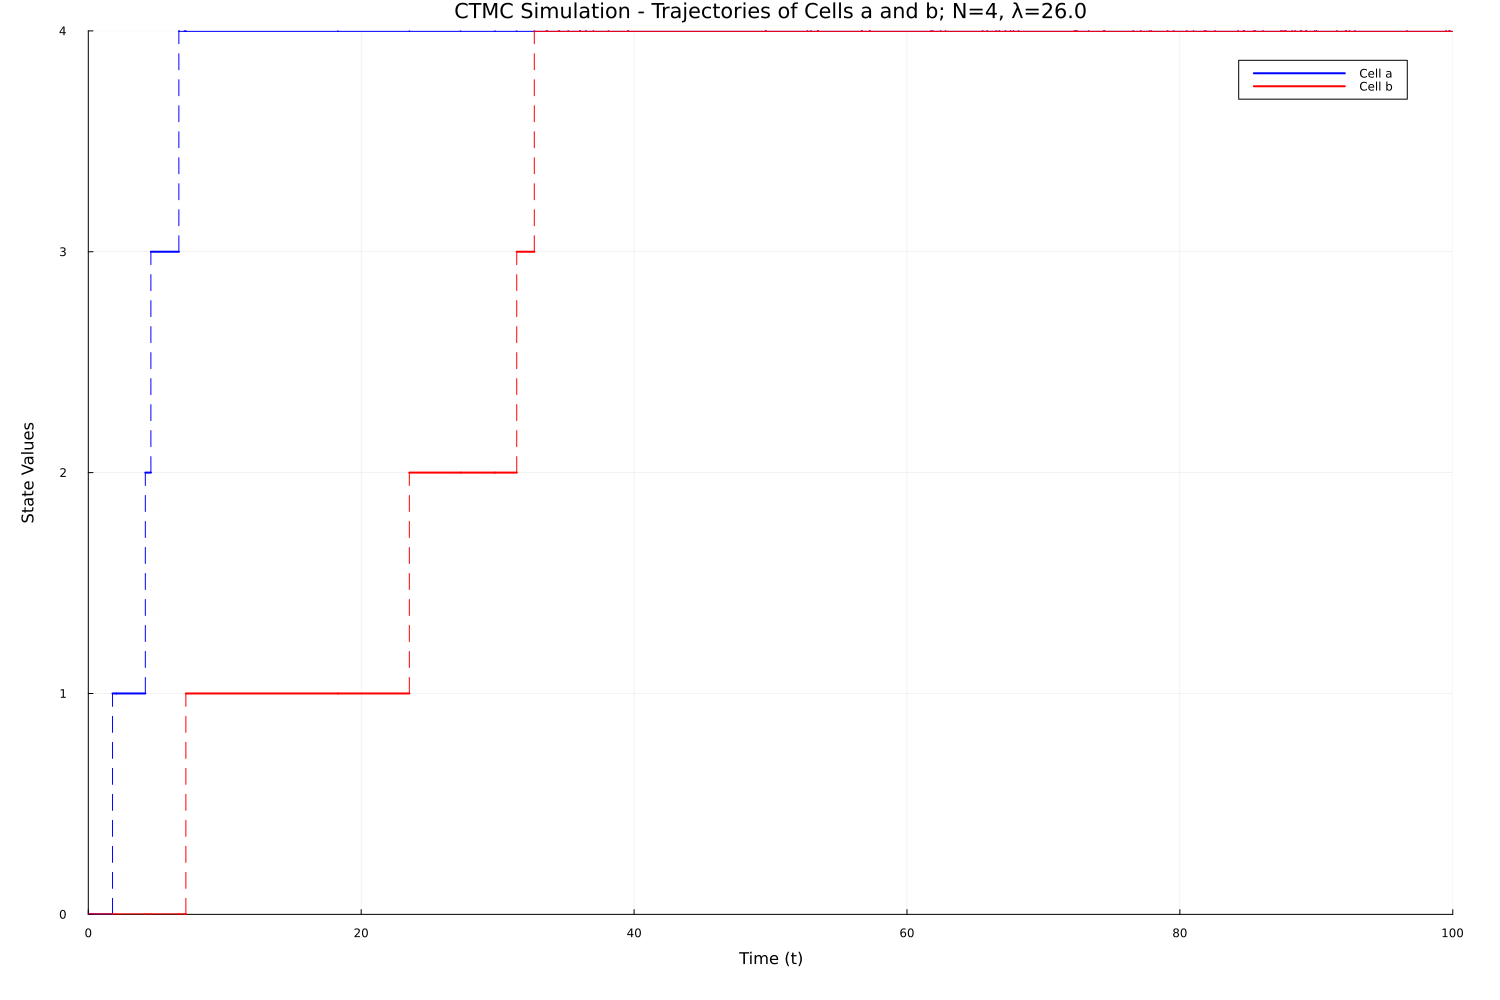 CTMC Simulation - Trajectories of Cells a and b; N=4, λ=26.0
Cell a
Cell b
State Values
4
3
2
1
0
0 20 40 60 80 100
Time (t)